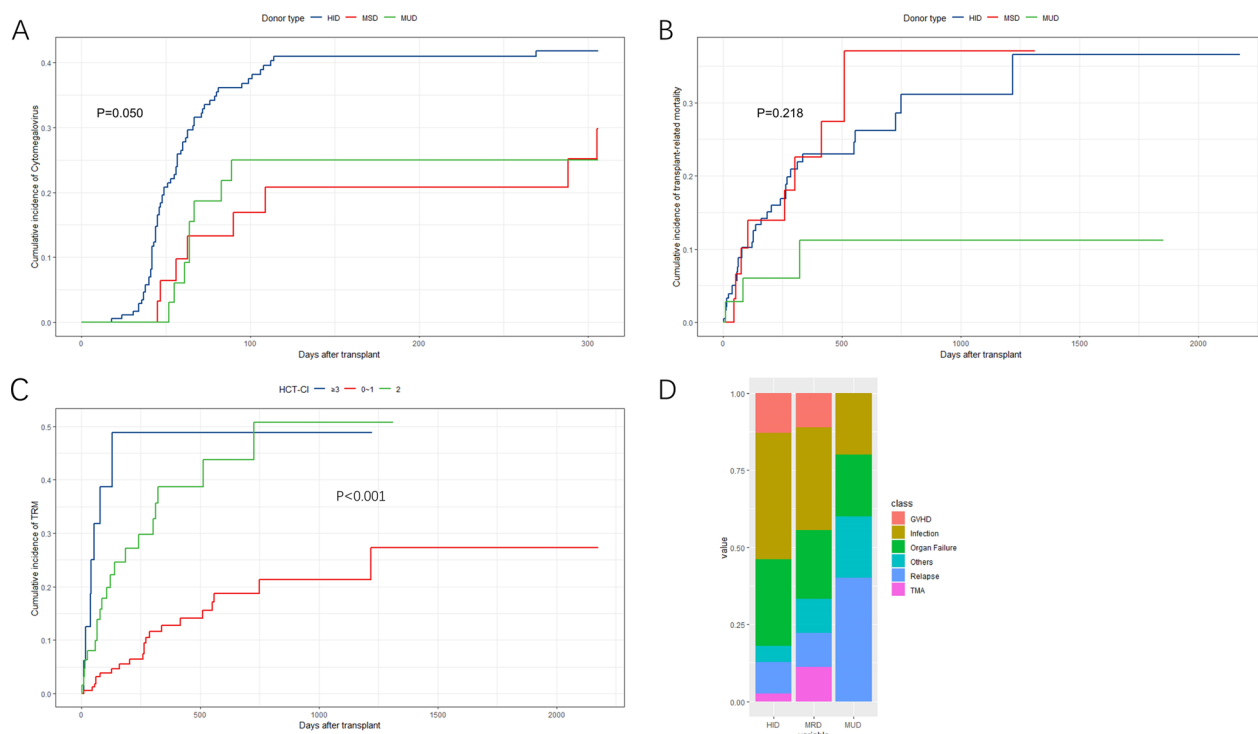 A
Donor type HID MSD MUD
Cumulative incidence of Cytomegalovirus
0.4
0.3
0.2
0.1
0.0
P=0.050
0 100 200 300
Days after transplant
B
Donor type HID MSD MUD
Cumulative incidence of transplant-related mortality
0.3
0.2
0.1
0.0
P=0.218
0 500 1000 1500 2000
Days after transplant
C
HCT-CI ≥3 0~1 2
Cumulative incidence of TRM
0.5
0.4
0.3
0.2
0.1
0.0
P<0.001
0 500 1000 1500 2000
Days after transplant
D
value
1.00
0.75
0.50
0.25
0.00
HID MRD MUD
class
GVHD
Infection
Organ Failure
Others
Relapse
TMA